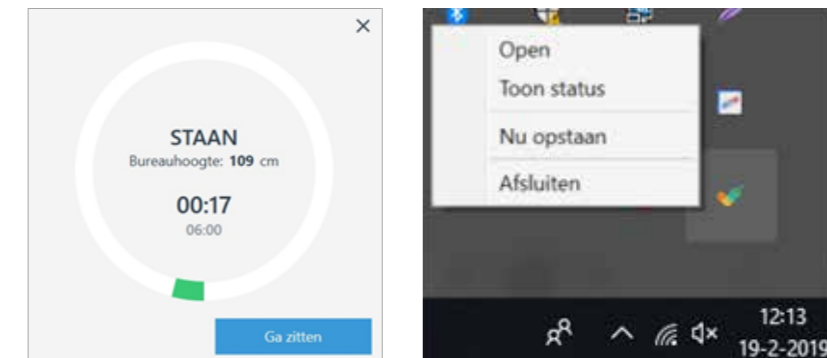 STAAN
Bureauhoogte: 109 cm
00:17
06:00
Ga zitten
Open
Toon status
Nu opstaan
Afsluiten
12:13
19-2-2019